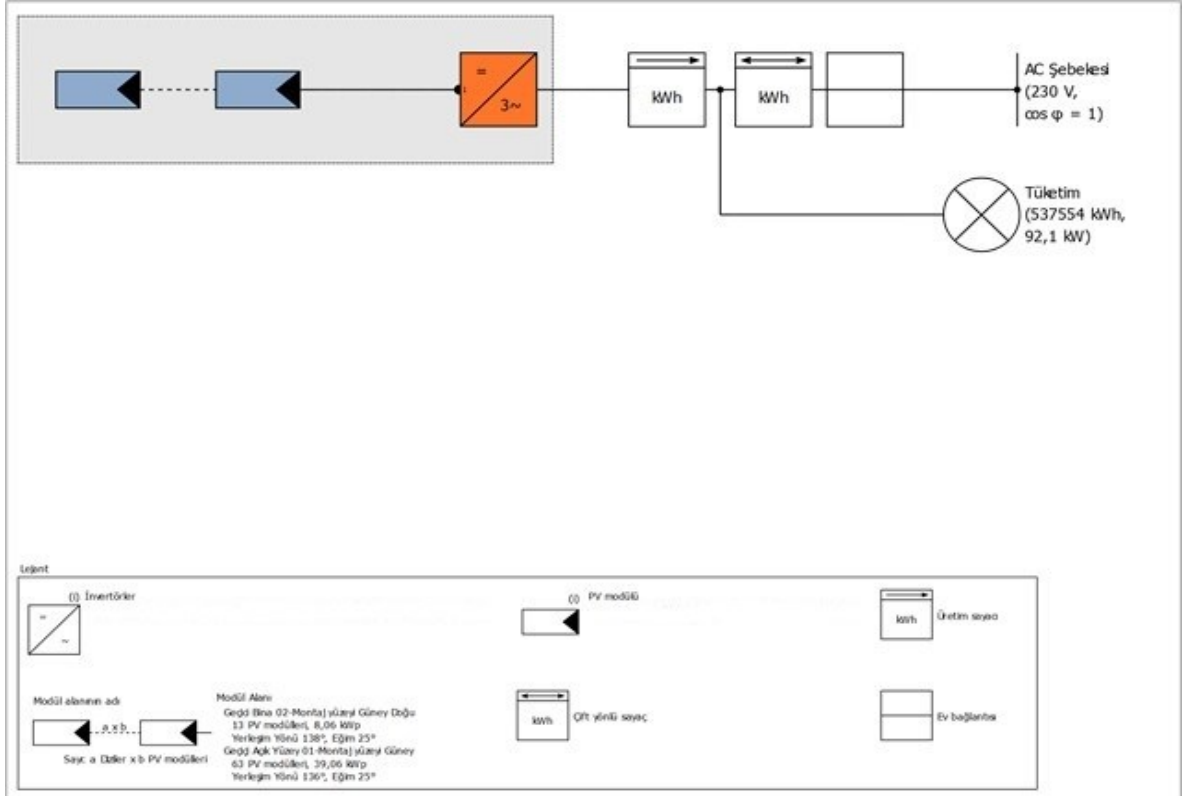 =
3~
kWh
kWh
AC Şebekesi
(230 V,
cos φ = 1)
Tüketim
(537554 kWh,
92,1 kW)
Lejant
(i) İnvertörler
=
~
(i) PV modülü
kWh
Üretim sayacı
Modül alanının adı
a x b
Sayı: a Diziler x b PV modülleri
Modül Alanı
Geçici Bina 02-Montaj yüzeyi Güney Doğu
13 PV modülleri, 8,06 kWp
Yerleşim Yönü 138°, Eğim 25°
Geçici Açık Yüzey 01-Montaj yüzeyi Güney
63 PV modülleri, 39,06 kWp
Yerleşim Yönü 136°, Eğim 25°
kWh
Çift yönlü sayaç
Ev bağlantısı